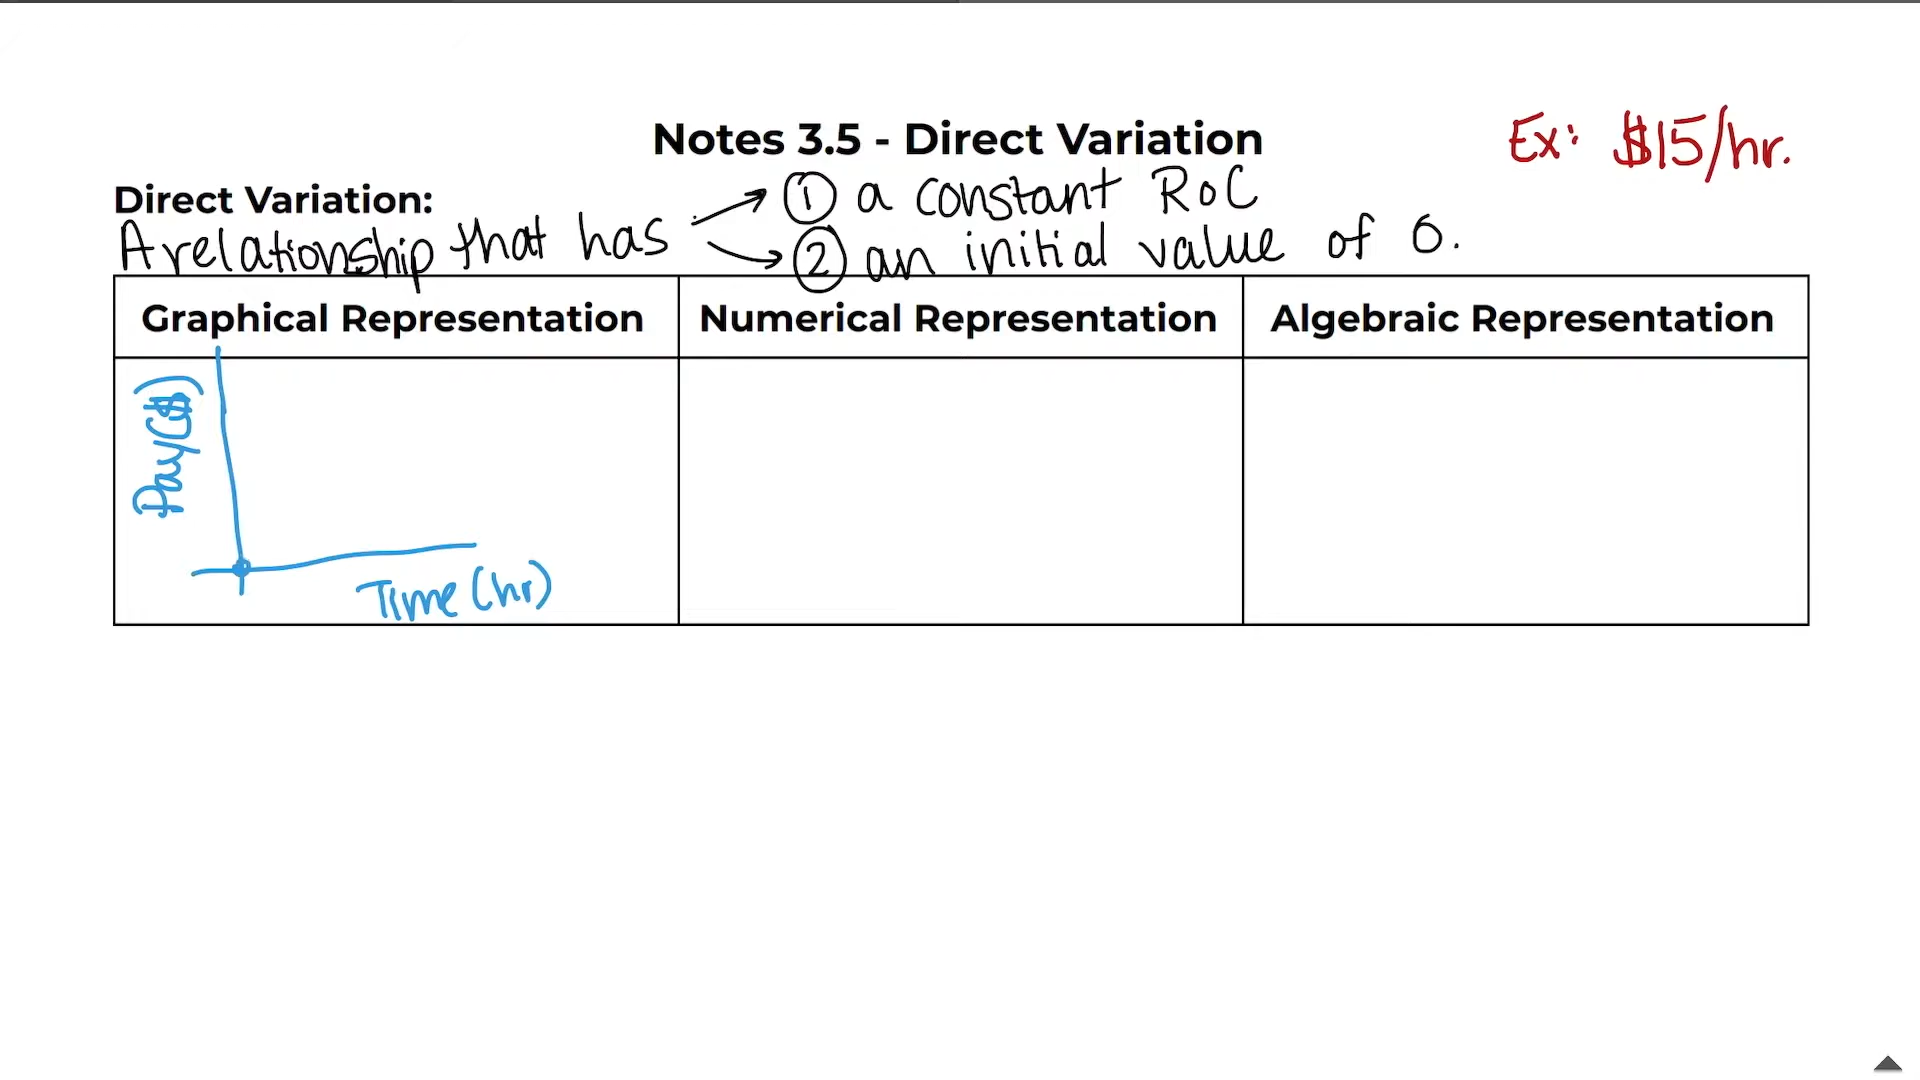 Notes 3.5 - Direct Variation
Ex: $15/hr.
Direct Variation:
① a constant RoC
A relationship that has
② an initial value of 0.
Graphical Representation
Numerical Representation
Algebraic Representation
Pay($)
Time (hr)